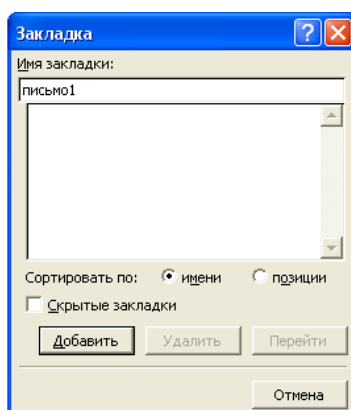 Закладка
Имя закладки:
письмо1
Сортировать по: имени позиции
Скрытые закладки
Добавить Удалить Перейти
Отмена